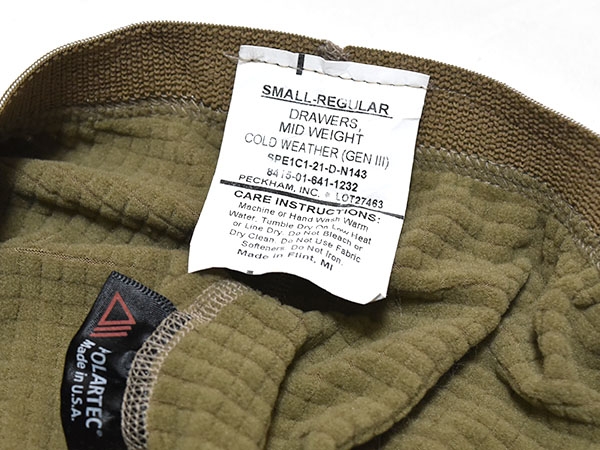 SMALL-REGULAR
DRAWERS,
MID WEIGHT
COLD WEATHER (GEN III)
SPE1C1-21-D-N143
8415-01-641-1232
PECKHAM, INC. LOT27463
CARE INSTRUCTIONS:
Machine or Hand Wash Warm
Water. Tumble Dry On Low Heat
or Line Dry. Do Not Bleach or
Dry Clean. Do Not Use Fabric
Softeners. Do Not Iron.
Made in Flint, MI
OLARTEC®
Made in U.S.A.